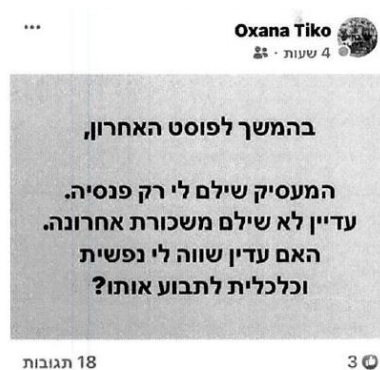 Oxana Tiko
4 שעות ·
בהמשך לפוסט האחרון,
המעסיק שילם לי רק פנסיה.
עדיין לא שילם משכורת אחרונה.
האם עדין שווה לי נפשית
וכלכלית לתבוע אותו?
3
18 תגובות